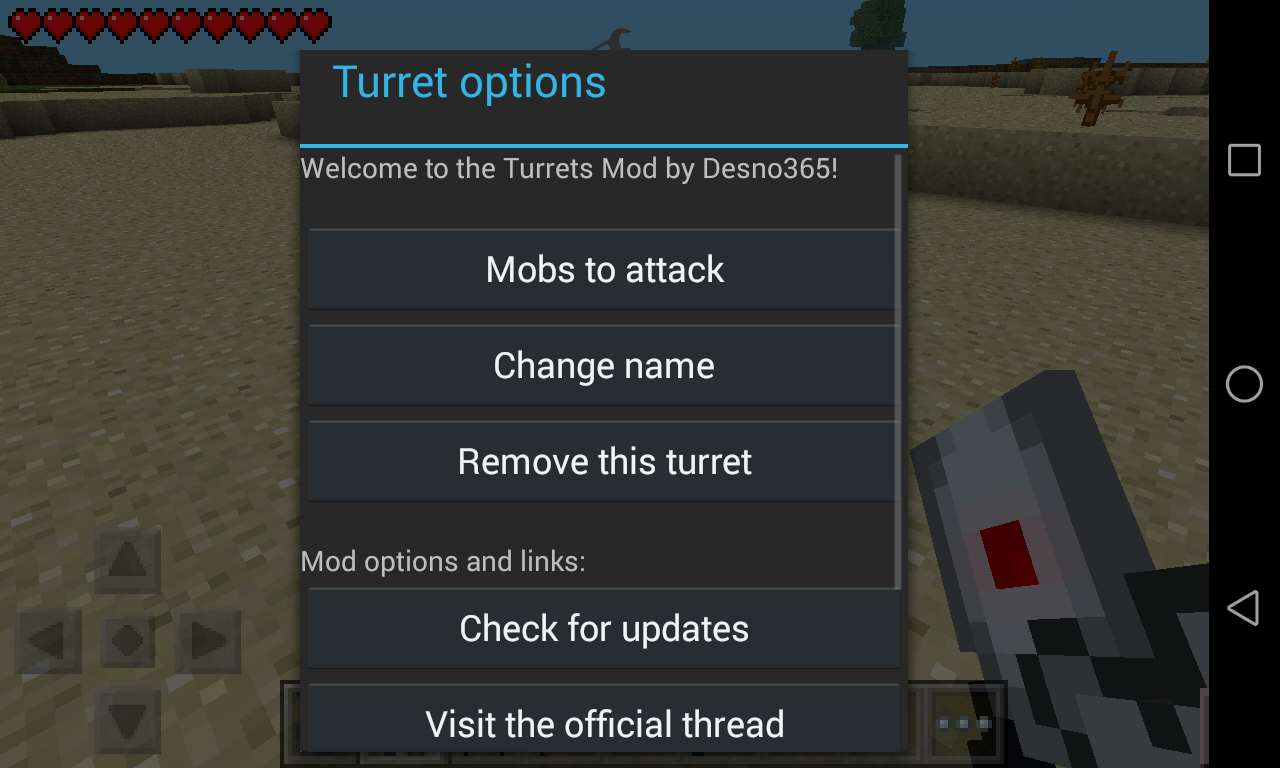 Turret options
Welcome to the Turrets Mod by Desno365!
Mobs to attack
Change name
Remove this turret
Mod options and links:
Check for updates
Visit the official thread